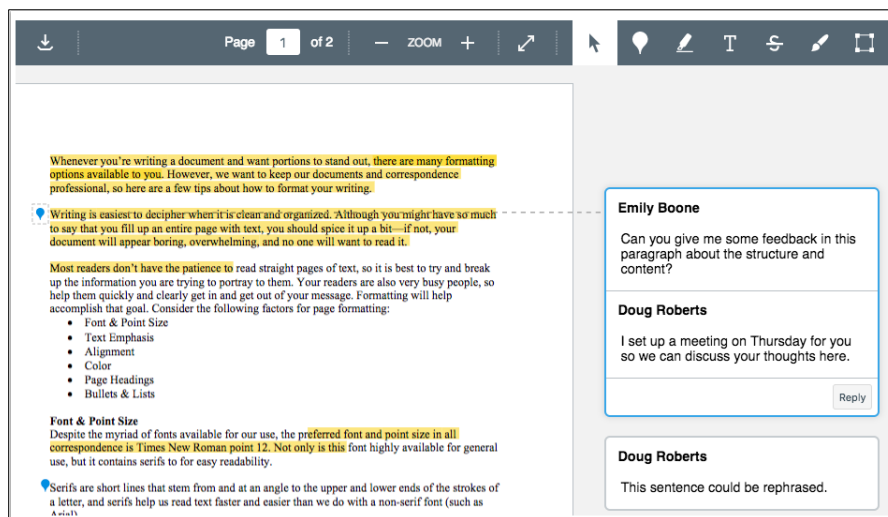 Page 1 of 2 ZOOM T S
Whenever you're writing a document and want portions to stand out, there are many formatting
options available to you. However, we want to keep our documents and correspondence
professional, so here are a few tips about how to format your writing.
Writing is easiest to decipher when it is clean and organized. Although you might have so much
to say that you fill up an entire page with text, you should spice it up a bit—if not, your
document will appear boring, overwhelming, and no one will want to read it.
Most readers don't have the patience to read straight pages of text, so it is best to try and break
up the information you are trying to portray to them. Your readers are also very busy people, so
help them quickly and clearly get in and get out of your message. Formatting will help
accomplish that goal. Consider the following factors for page formatting:
• Font & Point Size
• Text Emphasis
• Alignment
• Color
• Page Headings
• Bullets & Lists
Font & Point Size
Despite the myriad of fonts available for our use, the preferred font and point size in all
correspondence is Times New Roman point 12. Not only is this font highly available for general
use, but it contains serifs to for easy readability.
Serifs are short lines that stem from and at an angle to the upper and lower ends of the strokes of
a letter, and serifs help us read text faster and easier than we do with a non-serif font (such as
Arial).
Emily Boone
Can you give me some feedback in this
paragraph about the structure and
content?
Doug Roberts
I set up a meeting on Thursday for you
so we can discuss your thoughts here.
Reply
Doug Roberts
This sentence could be rephrased.